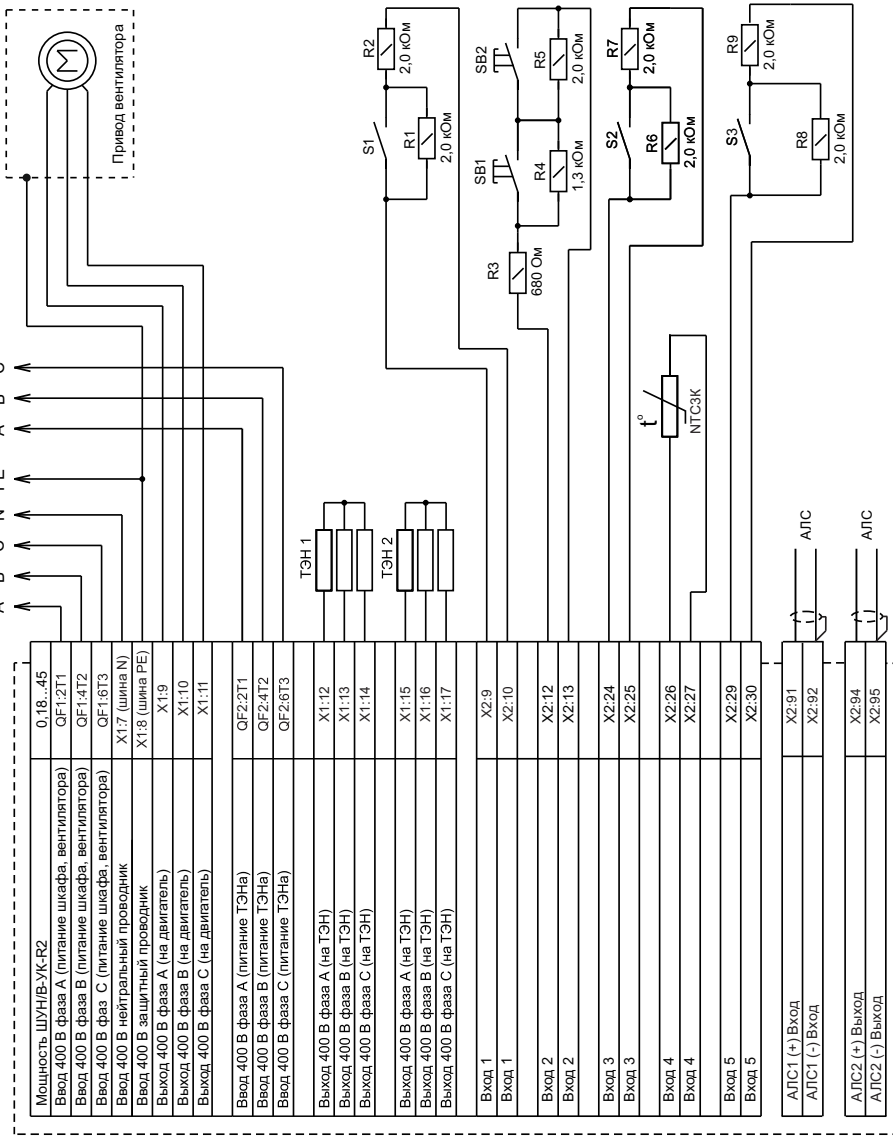 Привод вентилятора
M
A
B
C
N
PE
A
B
C
Мощность ШУН/В-УК-R2 0,18...45
Ввод 400 В фаза А (питание шкафа, вентилятора) QF1:2T1
Ввод 400 В фаза В (питание шкафа, вентилятора) QF1:4T2
Ввод 400 В фаз С (питание шкафа, вентилятора) QF1:6T3
Ввод 400 В нейтральный проводник X1:7 (шина N)
Ввод 400 В защитный проводник X1:8 (шина PE)
Выход 400 В фаза А (на двигатель) X1:9
Выход 400 В фаза В (на двигатель) X1:10
Выход 400 В фаза С (на двигатель) X1:11
Ввод 400 В фаза А (питание ТЭНа) QF2:2T1
Ввод 400 В фаза В (питание ТЭНа) QF2:4T2
Ввод 400 В фаза С (питание ТЭНа) QF2:6T3
Выход 400 В фаза А (на ТЭН) X1:12
Выход 400 В фаза В (на ТЭН) X1:13
Выход 400 В фаза С (на ТЭН) X1:14
Выход 400 В фаза А (на ТЭН) X1:15
Выход 400 В фаза В (на ТЭН) X1:16
Выход 400 В фаза С (на ТЭН) X1:17
Вход 1 X2:9
Вход 1 X2:10
Вход 2 X2:12
Вход 2 X2:13
Вход 3 X2:24
Вход 3 X2:25
Вход 4 X2:26
Вход 4 X2:27
Вход 5 X2:29
Вход 5 X2:30
АЛС1 (+) Вход X2:91
АЛС1 (-) Вход X2:92
АЛС2 (+) Выход X2:94
АЛС2 (-) Выход X2:95
ТЭН 1
ТЭН 2
S1
R1
2,0 кОм
R2
2,0 кОм
R3
680 Ом
SB1
R4
1,3 кОм
SB2
R5
2,0 кОм
S2
R6
2,0 кОм
R7
2,0 кОм
t°
NTC3K
S3
R8
2,0 кОм
R9
2,0 кОм
АЛС
АЛС